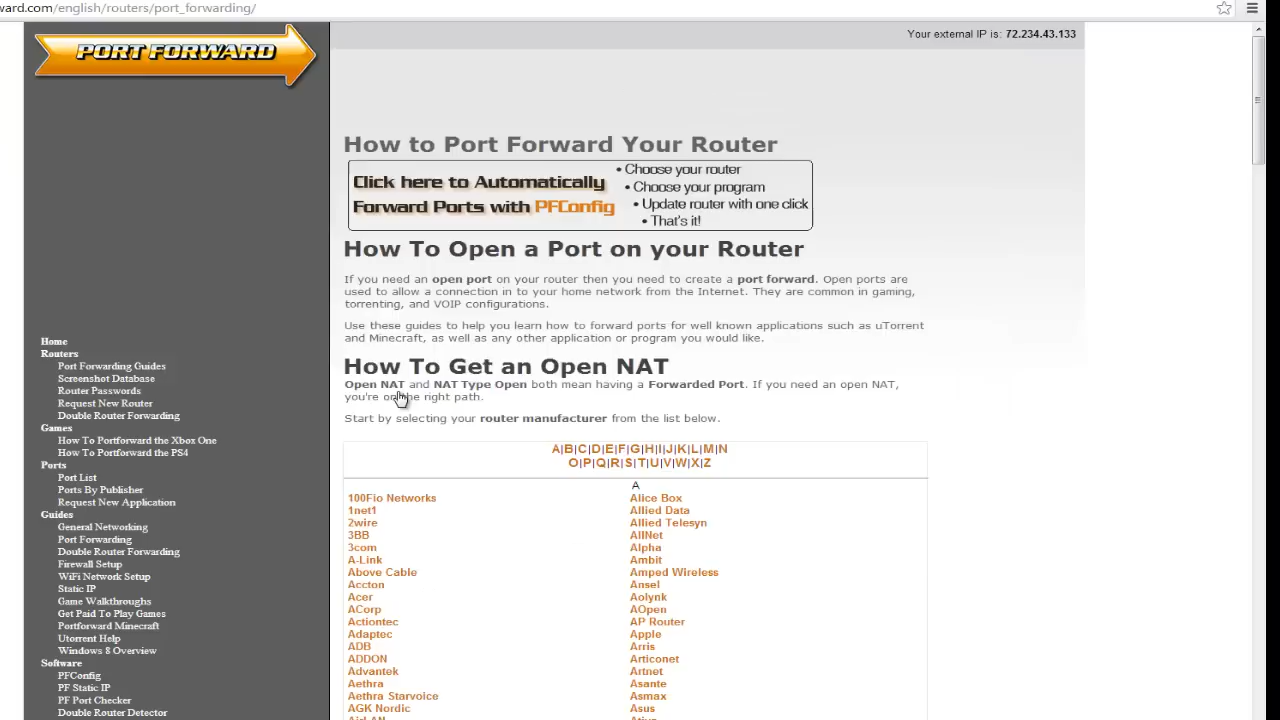 ward.com/english/routers/port_forwarding/
PORT FORWARD
Your external IP is: 72.234.43.133
Home
Routers
Port Forwarding Guides
Screenshot Database
Router Passwords
Request New Router
Double Router Forwarding
Games
How To Portforward the Xbox One
How To Portforward the PS4
Ports
Port List
Ports By Publisher
Request New Application
Guides
General Networking
Port Forwarding
Double Router Forwarding
Firewall Setup
WiFi Network Setup
Static IP
Game Walkthroughs
Get Paid To Play Games
Portforward Minecraft
Utorrent Help
Windows 8 Overview
Software
PFConfig
PF Static IP
PF Port Checker
Double Router Detector
How to Port Forward Your Router
Click here to Automatically
Forward Ports with PFConfig
• Choose your router
• Choose your program
• Update router with one click
• That's it!
How To Open a Port on your Router
If you need an open port on your router then you need to create a port forward. Open ports are
used to allow a connection in to your home network from the Internet. They are common in gaming,
torrenting, and VOIP configurations.
Use these guides to help you learn how to forward ports for well known applications such as uTorrent
and Minecraft, as well as any other application or program you would like.
How To Get an Open NAT
Open NAT and NAT Type Open both mean having a Forwarded Port. If you need an open NAT,
you're on the right path.
Start by selecting your router manufacturer from the list below.
A|B|C|D|E|F|G|H|I|J|K|L|M|N
O|P|Q|R|S|T|U|V|W|X|Z
A
100Fio Networks
1net1
2wire
3BB
3com
A-Link
Above Cable
Accton
Acer
ACorp
Actiontec
Adaptec
ADB
ADDON
Advantek
Aethra
Aethra Starvoice
AGK Nordic
AirLAN
Alice Box
Allied Data
Allied Telesyn
AllNet
Alpha
Ambit
Amped Wireless
Ansel
Aolynk
AOpen
AP Router
Apple
Arris
Articonet
Artnet
Asante
Asmax
Asus